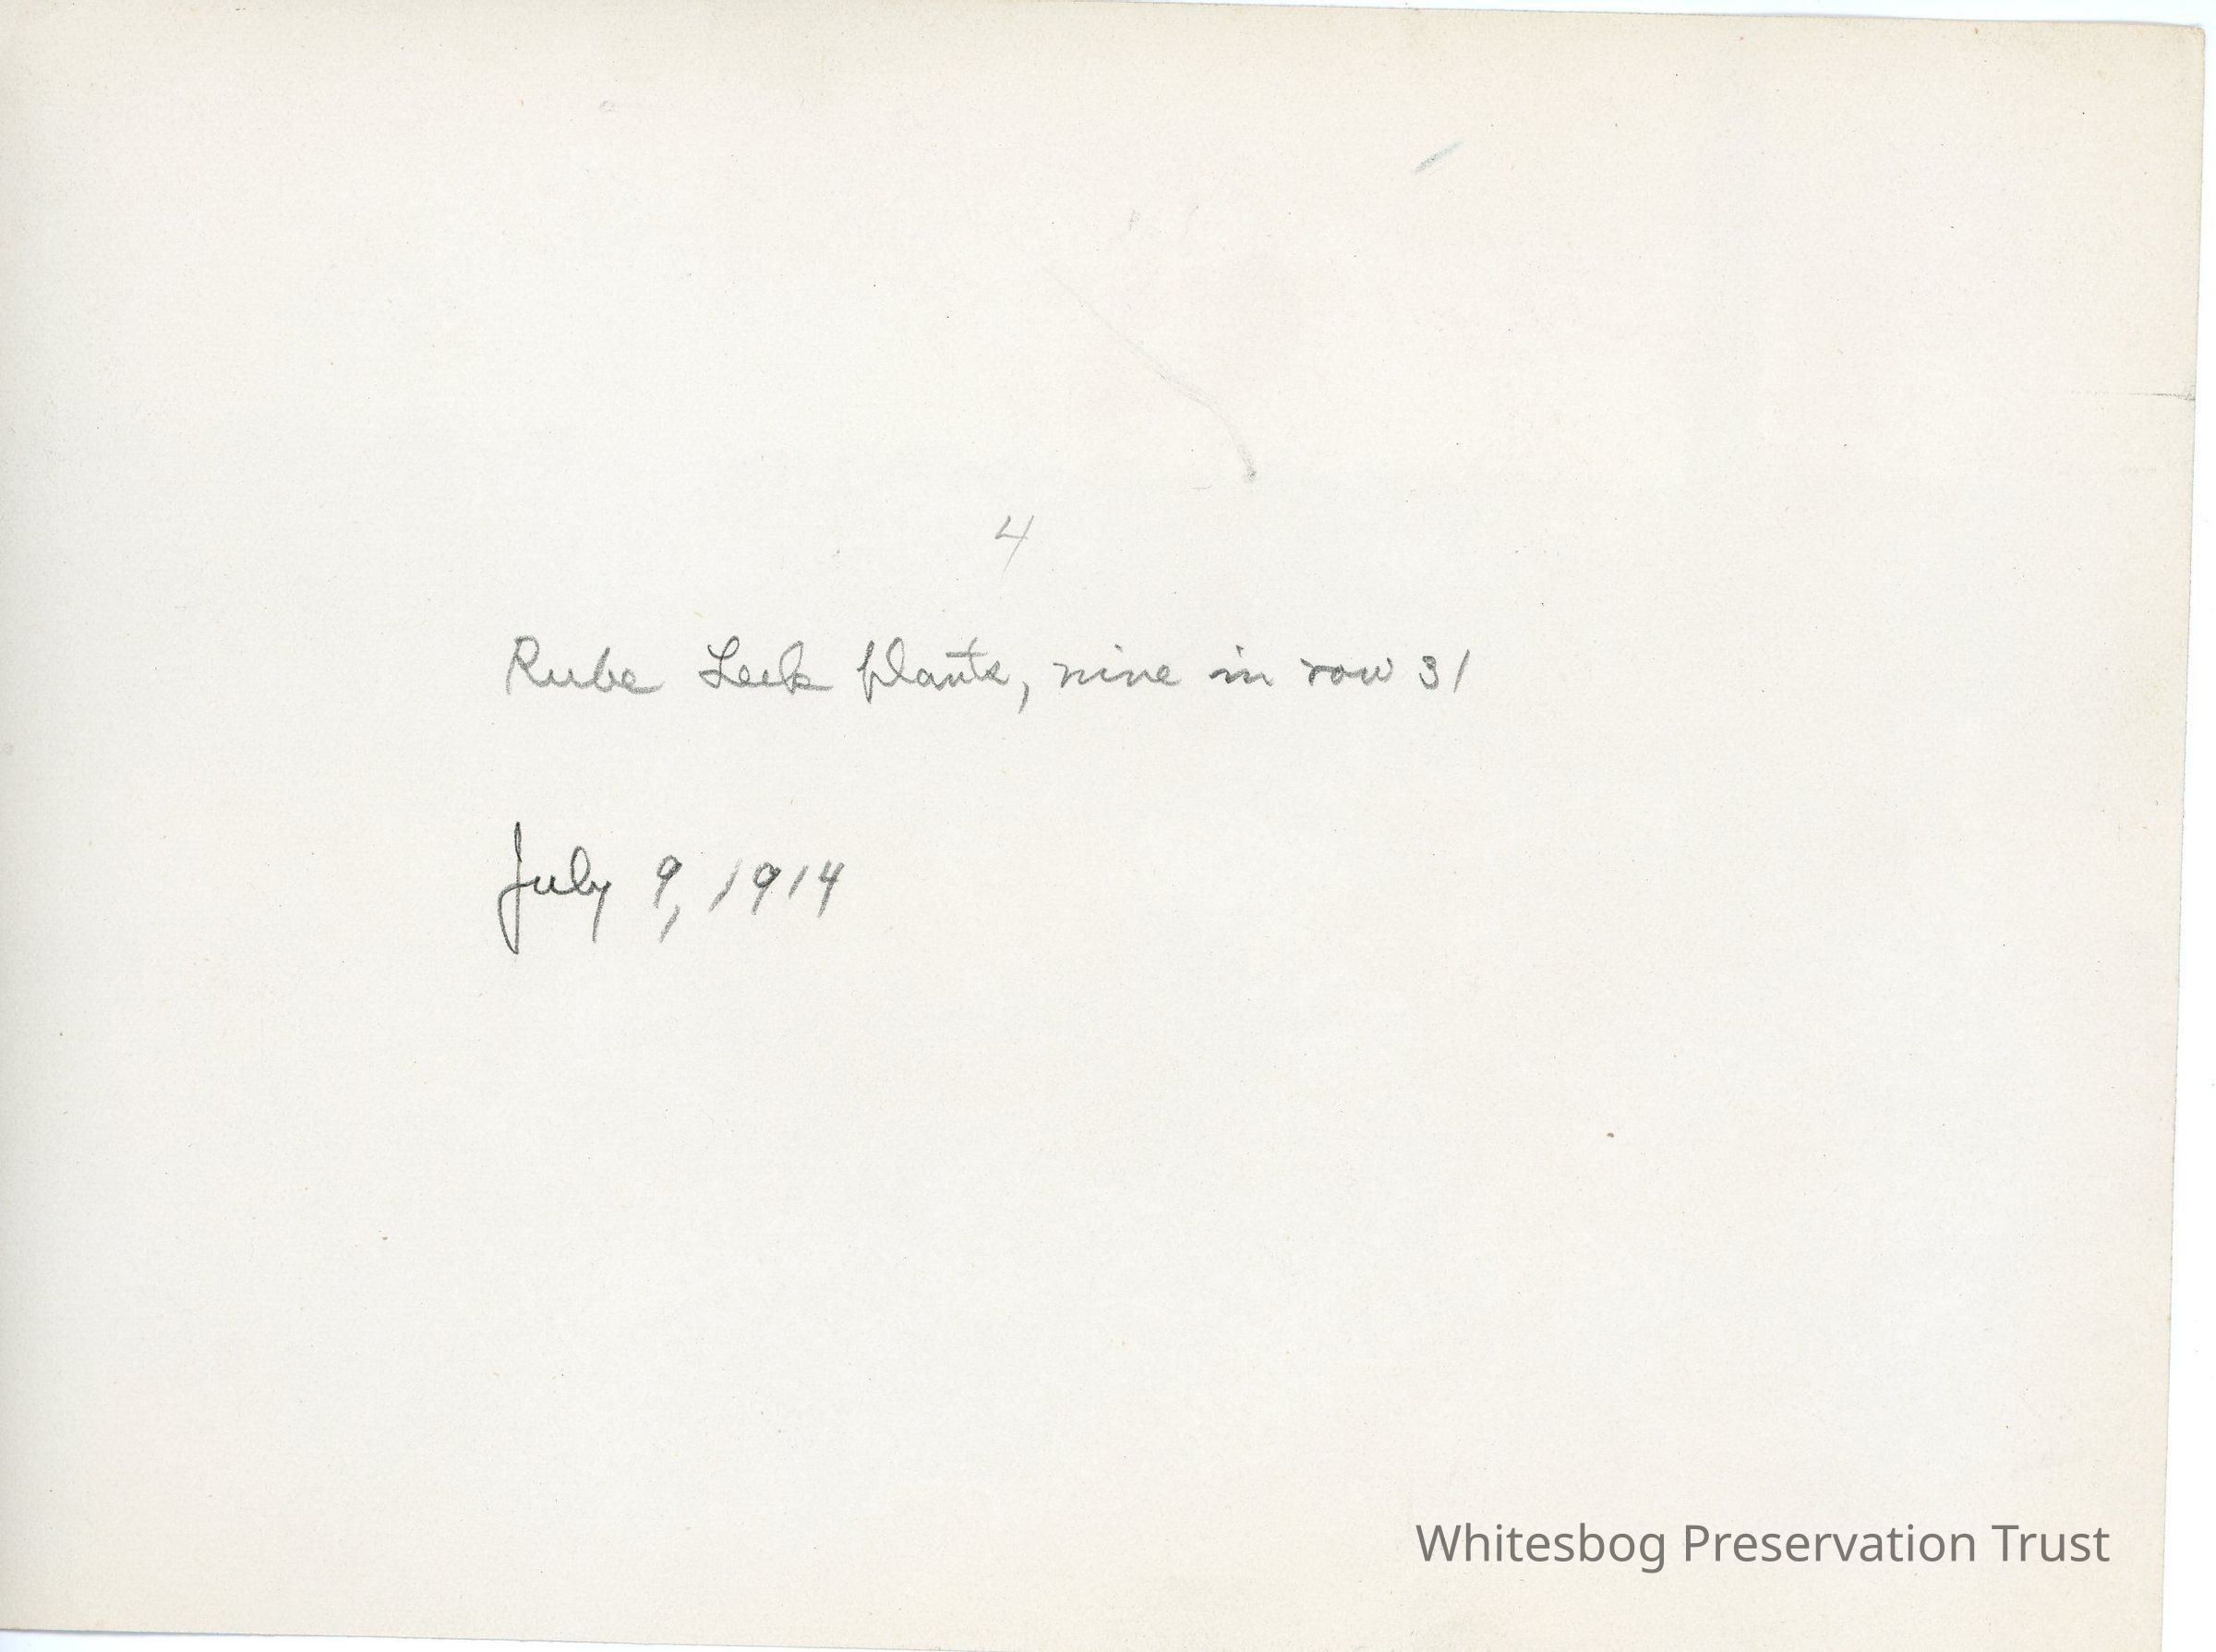 4
Rube Leek plants, nine in row 31
July 9, 1914
Whitesbog Preservation Trust